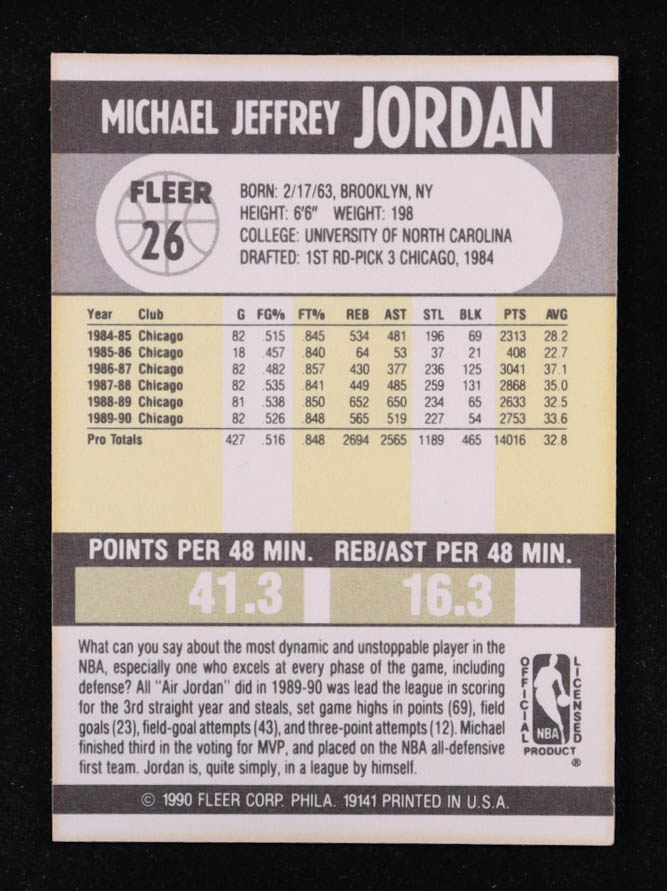 MICHAEL JEFFREY JORDAN
FLEER
26
BORN: 2/17/63, BROOKLYN, NY
HEIGHT: 6'6" WEIGHT: 198
COLLEGE: UNIVERSITY OF NORTH CAROLINA
DRAFTED: 1ST RD-PICK 3 CHICAGO, 1984
Year Club G FG% FT% REB AST STL BLK PTS AVG
1984-85 Chicago 82 .515 .845 534 481 196 69 2313 28.2
1985-86 Chicago 18 .457 .840 64 53 37 21 408 22.7
1986-87 Chicago 82 .482 .857 430 377 236 125 3041 37.1
1987-88 Chicago 82 .535 .841 449 485 259 131 2868 35.0
1988-89 Chicago 81 .538 .850 652 650 234 65 2633 32.5
1989-90 Chicago 82 .526 .848 565 519 227 54 2753 33.6
Pro Totals 427 .516 .848 2694 2565 1189 465 14016 32.8
POINTS PER 48 MIN. REB/AST PER 48 MIN.
41.3 16.3
What can you say about the most dynamic and unstoppable player in the
NBA, especially one who excels at every phase of the game, including
defense? All "Air Jordan" did in 1989-90 was lead the league in scoring
for the 3rd straight year and steals, set game highs in points (69), field
goals (23), field-goal attempts (43), and three-point attempts (12). Michael
finished third in the voting for MVP, and placed on the NBA all-defensive
first team. Jordan is, quite simply, in a league by himself.
OFFICIAL
NBA
LICENSED
PRODUCT
®
© 1990 FLEER CORP. PHILA. 19141 PRINTED IN U.S.A.